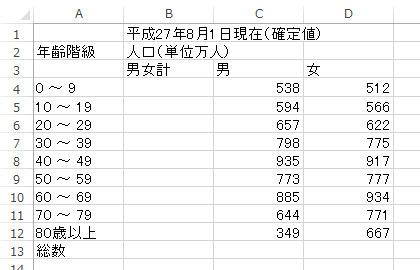 A B C D
1 平成27年8月1日現在(確定値)
2 年齢階級 人口(単位万人)
3 男女計 男 女
4 0 ～ 9 538 512
5 10 ～ 19 594 566
6 20 ～ 29 657 622
7 30 ～ 39 798 775
8 40 ～ 49 935 917
9 50 ～ 59 773 777
10 60 ～ 69 885 934
11 70 ～ 79 644 771
12 80歳以上 349 667
13 総数
14